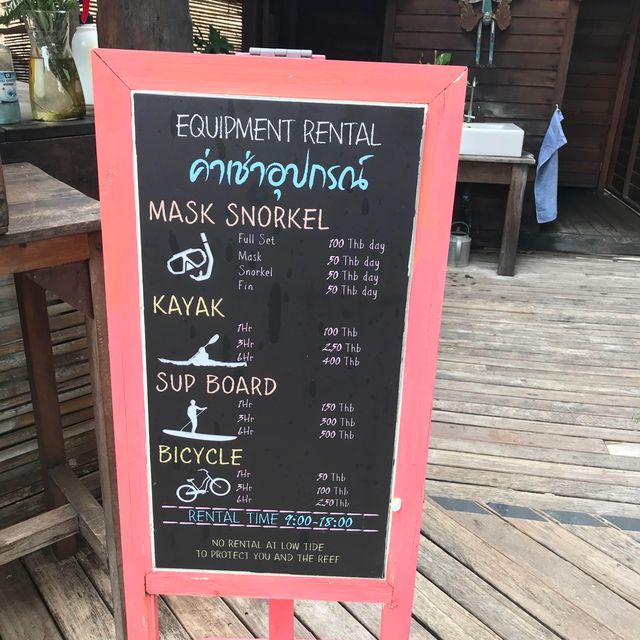 EQUIPMENT RENTAL
ค่าเช่าอุปกรณ์
MASK SNORKEL
Full Set 100 Thb day
Mask 50 Thb day
Snorkel 50 Thb day
Fin 50 Thb day
KAYAK
1Hr 100 Thb
3Hr 250 Thb
6Hr 400 Thb
SUP BOARD
1Hr 150 Thb
3Hr 300 Thb
6Hr 500 Thb
BICYCLE
1Hr 50 Thb
3Hr 100 Thb
6Hr 250 Thb
RENTAL TIME 9:00-18:00
NO RENTAL AT LOW TIDE
TO PROTECT YOU AND THE REEF